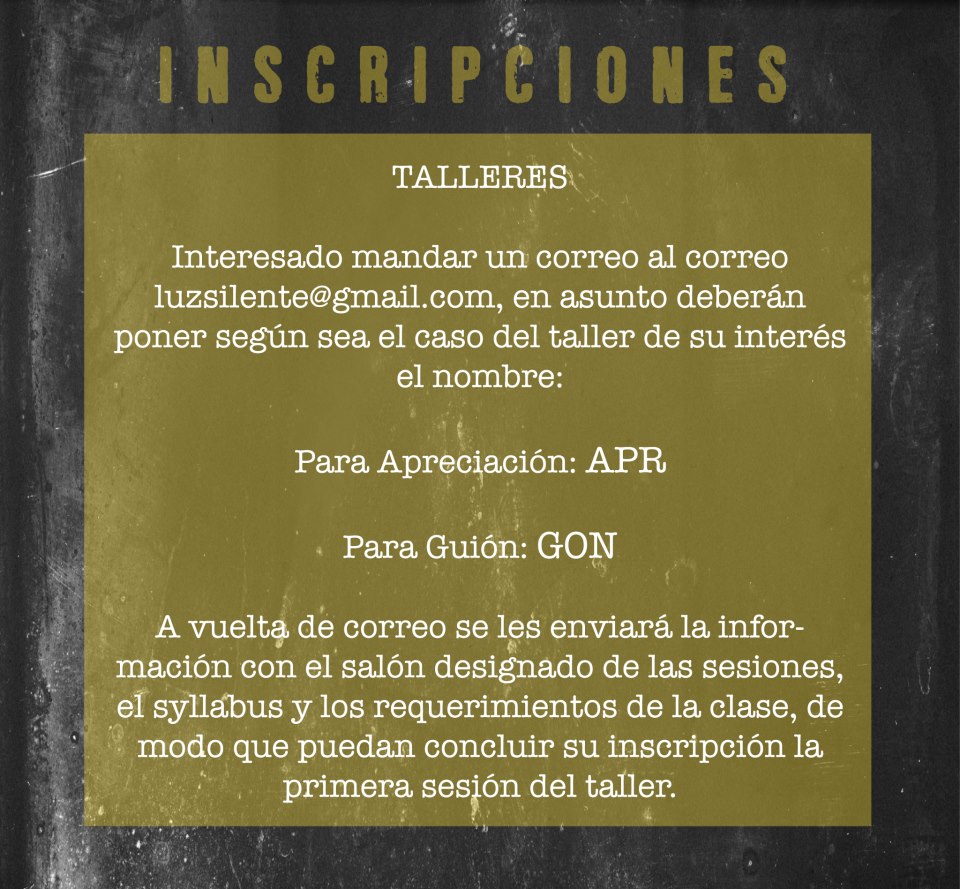 INSCRIPCIONES
TALLERES
Interesado mandar un correo al correo
luzsilente@gmail.com, en asunto deberán
poner según sea el caso del taller de su interés
el nombre:
Para Apreciación: APR
Para Guión: GON
A vuelta de correo se les enviará la infor-
mación con el salón designado de las sesiones,
el syllabus y los requerimientos de la clase, de
modo que puedan concluir su inscripción la
primera sesión del taller.